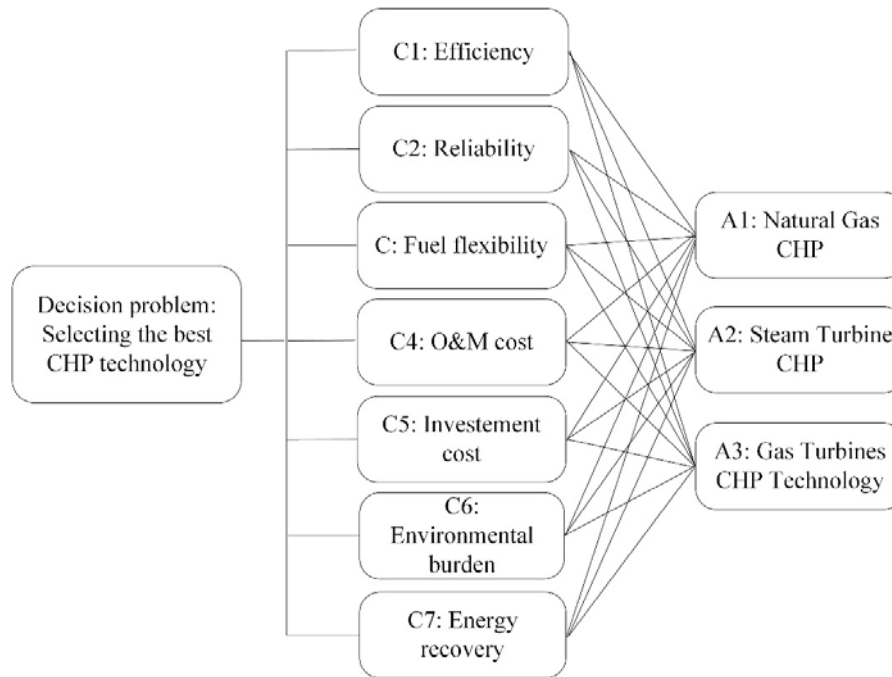 Decision problem:
Selecting the best
CHP technology
C1: Efficiency
C2: Reliability
C: Fuel flexibility
C4: O&M cost
C5: Investement
cost
C6:
Environmental
burden
C7: Energy
recovery
A1: Natural Gas
CHP
A2: Steam Turbine
CHP
A3: Gas Turbines
CHP Technology